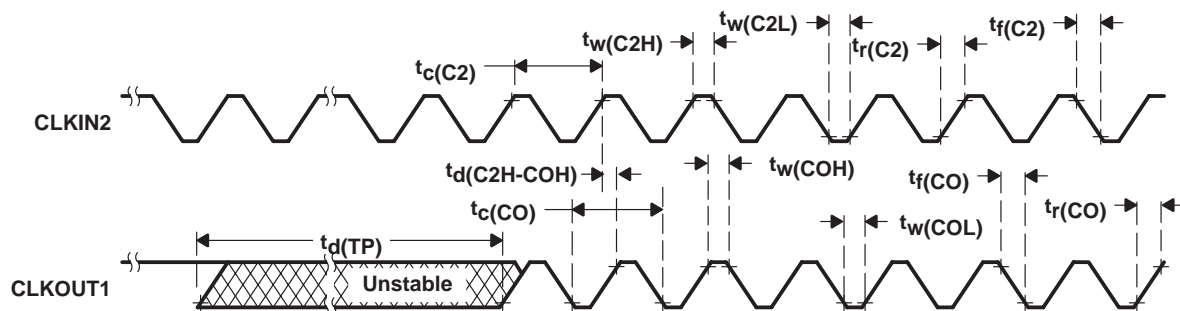 tw(C2H)
tw(C2L)
tf(C2)
tr(C2)
tc(C2)
CLKIN2
td(C2H-COH)
tw(COH)
tf(CO)
tc(CO)
tr(CO)
tw(COL)
td(TP)
CLKOUT1
Unstable